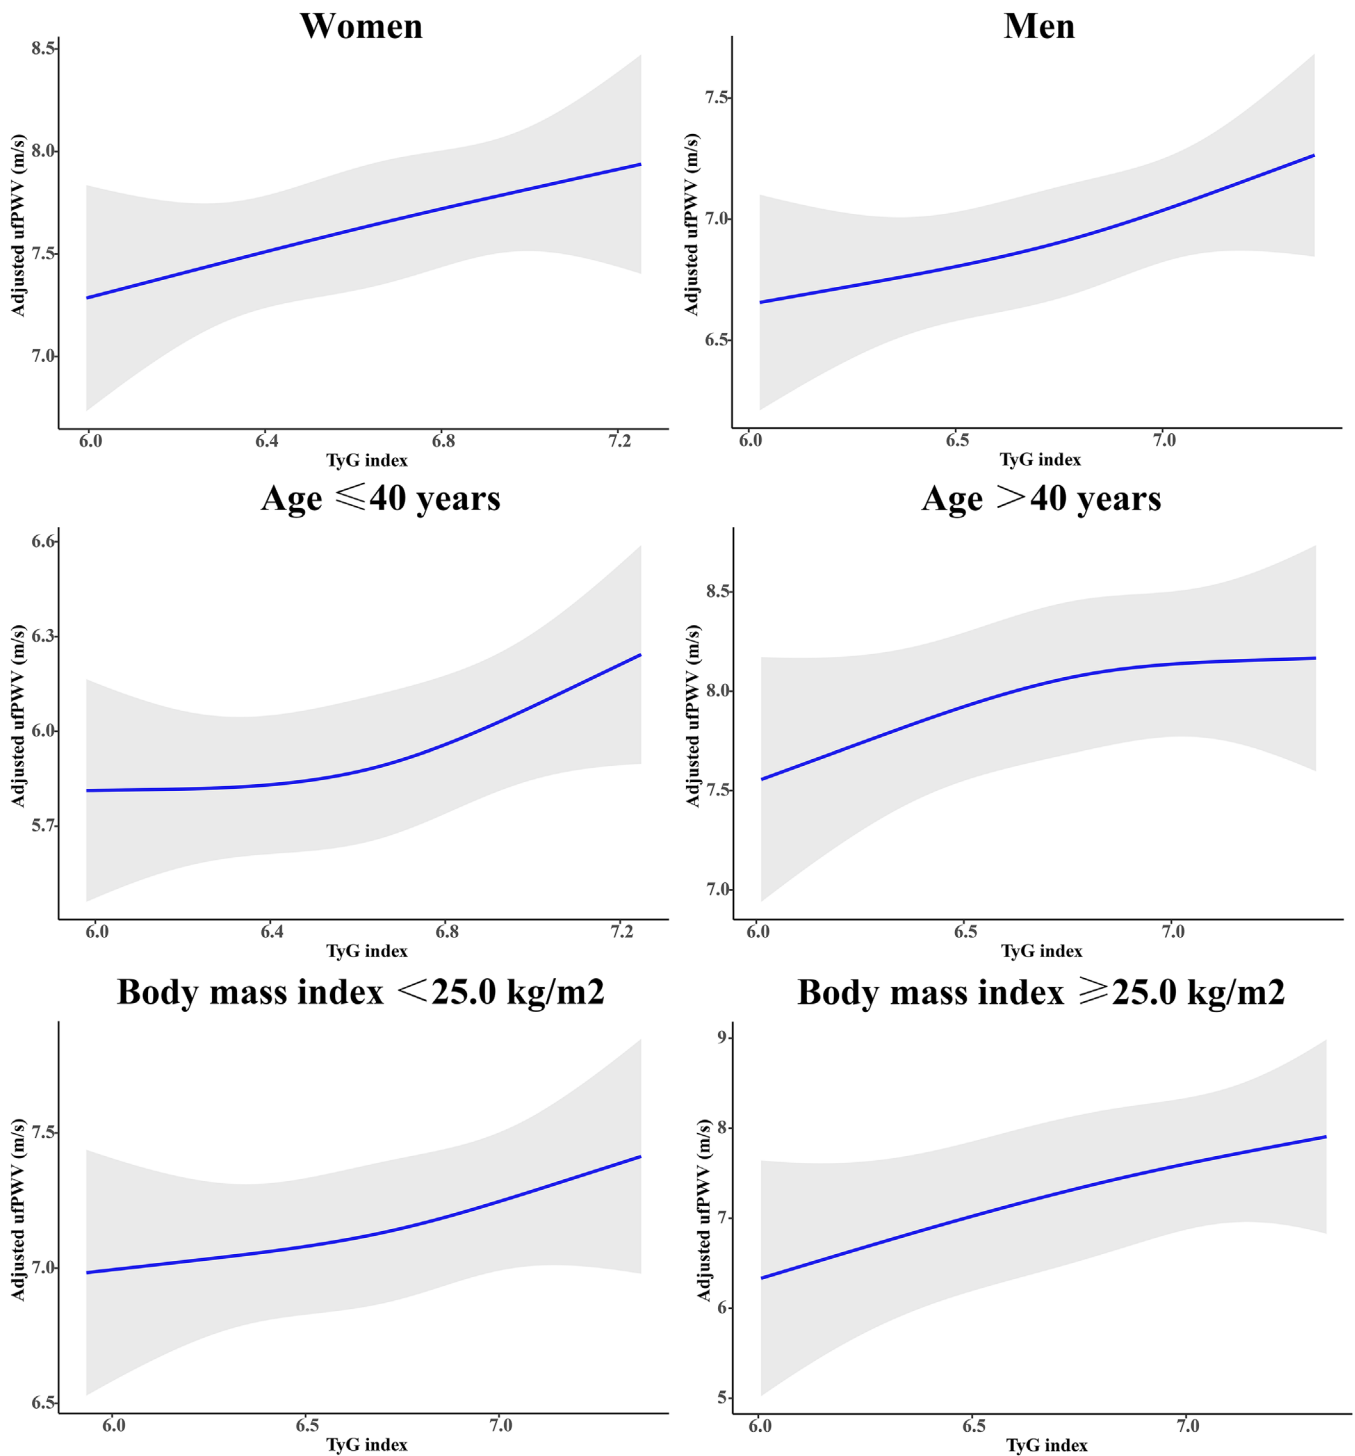 Women
Adjusted ufPWV (m/s)
8.5
8.0
7.5
7.0
6.0 6.4 6.8 7.2
TyG index
Men
Adjusted ufPWV (m/s)
7.5
7.0
6.5
6.0 6.5 7.0
TyG index
Age ≤40 years
Adjusted ufPWV (m/s)
6.6
6.3
6.0
5.7
6.0 6.4 6.8 7.2
TyG index
Age >40 years
Adjusted ufPWV (m/s)
8.5
8.0
7.5
7.0
6.0 6.5 7.0
TyG index
Body mass index <25.0 kg/m2
Adjusted ufPWV (m/s)
7.5
7.0
6.5
6.0 6.5 7.0
TyG index
Body mass index ≥25.0 kg/m2
Adjusted ufPWV (m/s)
9
8
7
6
5
6.0 6.5 7.0
TyG index